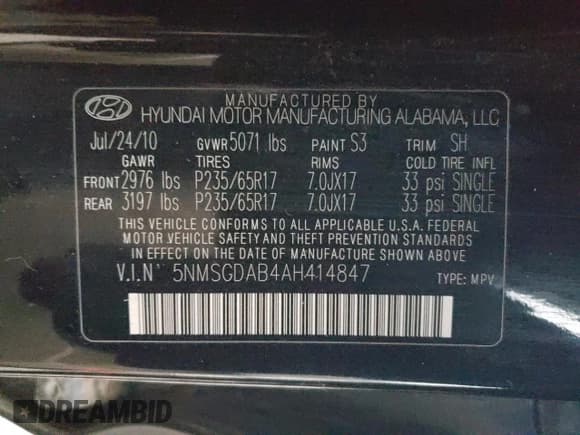 MANUFACTURED BY
HYUNDAI MOTOR MANUFACTURING ALABAMA, LLC
Jul/24/10 GVWR 5071 lbs PAINT S3 TRIM SH
GAWR TIRES RIMS COLD TIRE INFL
FRONT 2976 lbs P235/65R17 7.0JX17 33 psi SINGLE
REAR 3197 lbs P235/65R17 7.0JX17 33 psi SINGLE
THIS VEHICLE CONFORMS TO ALL APPLICABLE U.S.A. FEDERAL
MOTOR VEHICLE SAFETY AND THEFT PREVENTION STANDARDS
IN EFFECT ON THE DATE OF MANUFACTURE SHOWN ABOVE.
V.I.N' 5NMSGDAB4AH414847 TYPE: MPV
DREAMBID